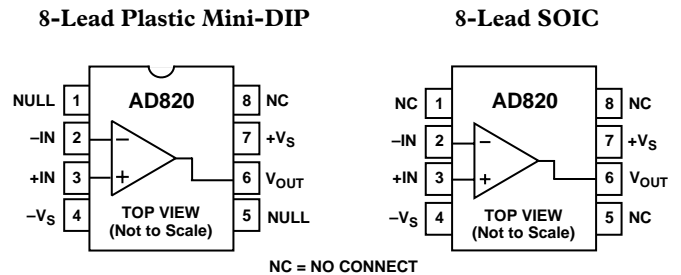 8-Lead Plastic Mini-DIP
NULL 1 AD820 8 NC
–IN 2 – 7 +VS
+IN 3 + 6 VOUT
–VS 4 TOP VIEW 5 NULL
(Not to Scale)
8-Lead SOIC
NC 1 AD820 8 NC
–IN 2 – 7 +VS
+IN 3 + 6 VOUT
–VS 4 TOP VIEW 5 NC
(Not to Scale)
NC = NO CONNECT